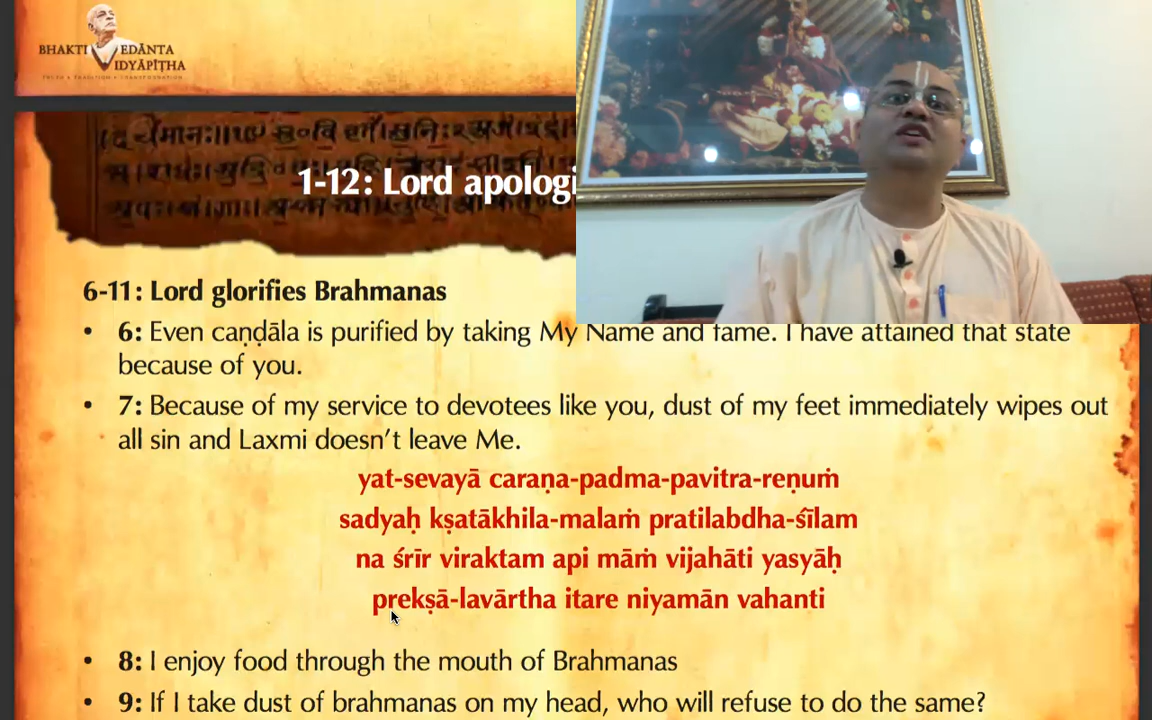 BHAKTI VEDĀNTA
VIDYĀPĪṬHA
1-12: Lord apologi
6-11: Lord glorifies Brahmanas
• 6: Even caṇḍāla is purified by taking My Name and fame. I have attained that state
because of you.
• 7: Because of my service to devotees like you, dust of my feet immediately wipes out
all sin and Laxmi doesn't leave Me.
yat-sevayā caraṇa-padma-pavitra-reṇuṁ
sadyaḥ kṣatākhila-malaṁ pratilabdha-śīlam
na śrīr viraktam api māṁ vijahāti yasyāḥ
prekṣā-lavārtha itare niyamān vahanti
• 8: I enjoy food through the mouth of Brahmanas
• 9: If I take dust of brahmanas on my head, who will refuse to do the same?